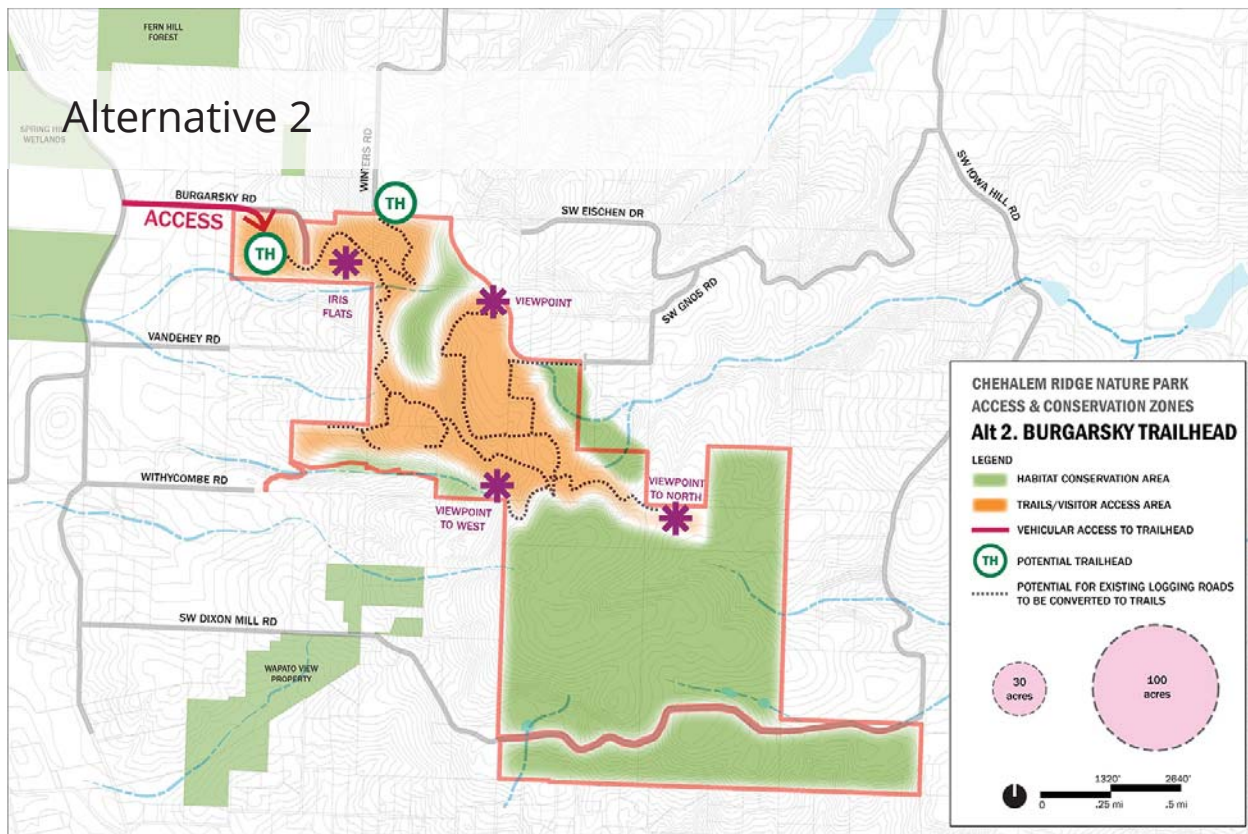 FERN HILL
FOREST
Alternative 2
SPRING HILL
WETLANDS
WINTERS RD
BURGARSKY RD
ACCESS
TH
TH
SW EISCHEN DR
SW IOWA HILL RD
IRIS
FLATS
VIEWPOINT
SW GNOS RD
VANDEHEY RD
WITHYCOMBE RD
VIEWPOINT
TO WEST
VIEWPOINT
TO NORTH
SW DIXON MILL RD
WAPATO VIEW
PROPERTY
CHEHALEM RIDGE NATURE PARK
ACCESS & CONSERVATION ZONES
Alt 2. BURGARSKY TRAILHEAD
LEGEND
HABITAT CONSERVATION AREA
TRAILS/VISITOR ACCESS AREA
VEHICULAR ACCESS TO TRAILHEAD
TH POTENTIAL TRAILHEAD
POTENTIAL FOR EXISTING LOGGING ROADS
TO BE CONVERTED TO TRAILS
30
acres
100
acres
1320' 2640'
0 .25 mi .5 mi